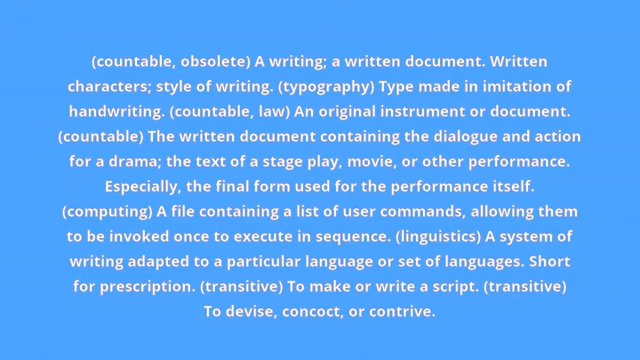 (countable, obsolete) A writing; a written document. Written
characters; style of writing. (typography) Type made in imitation of
handwriting. (countable, law) An original instrument or document.
(countable) The written document containing the dialogue and action
for a drama; the text of a stage play, movie, or other performance.
Especially, the final form used for the performance itself.
(computing) A file containing a list of user commands, allowing them
to be invoked once to execute in sequence. (linguistics) A system of
writing adapted to a particular language or set of languages. Short
for prescription. (transitive) To make or write a script. (transitive)
To devise, concoct, or contrive.